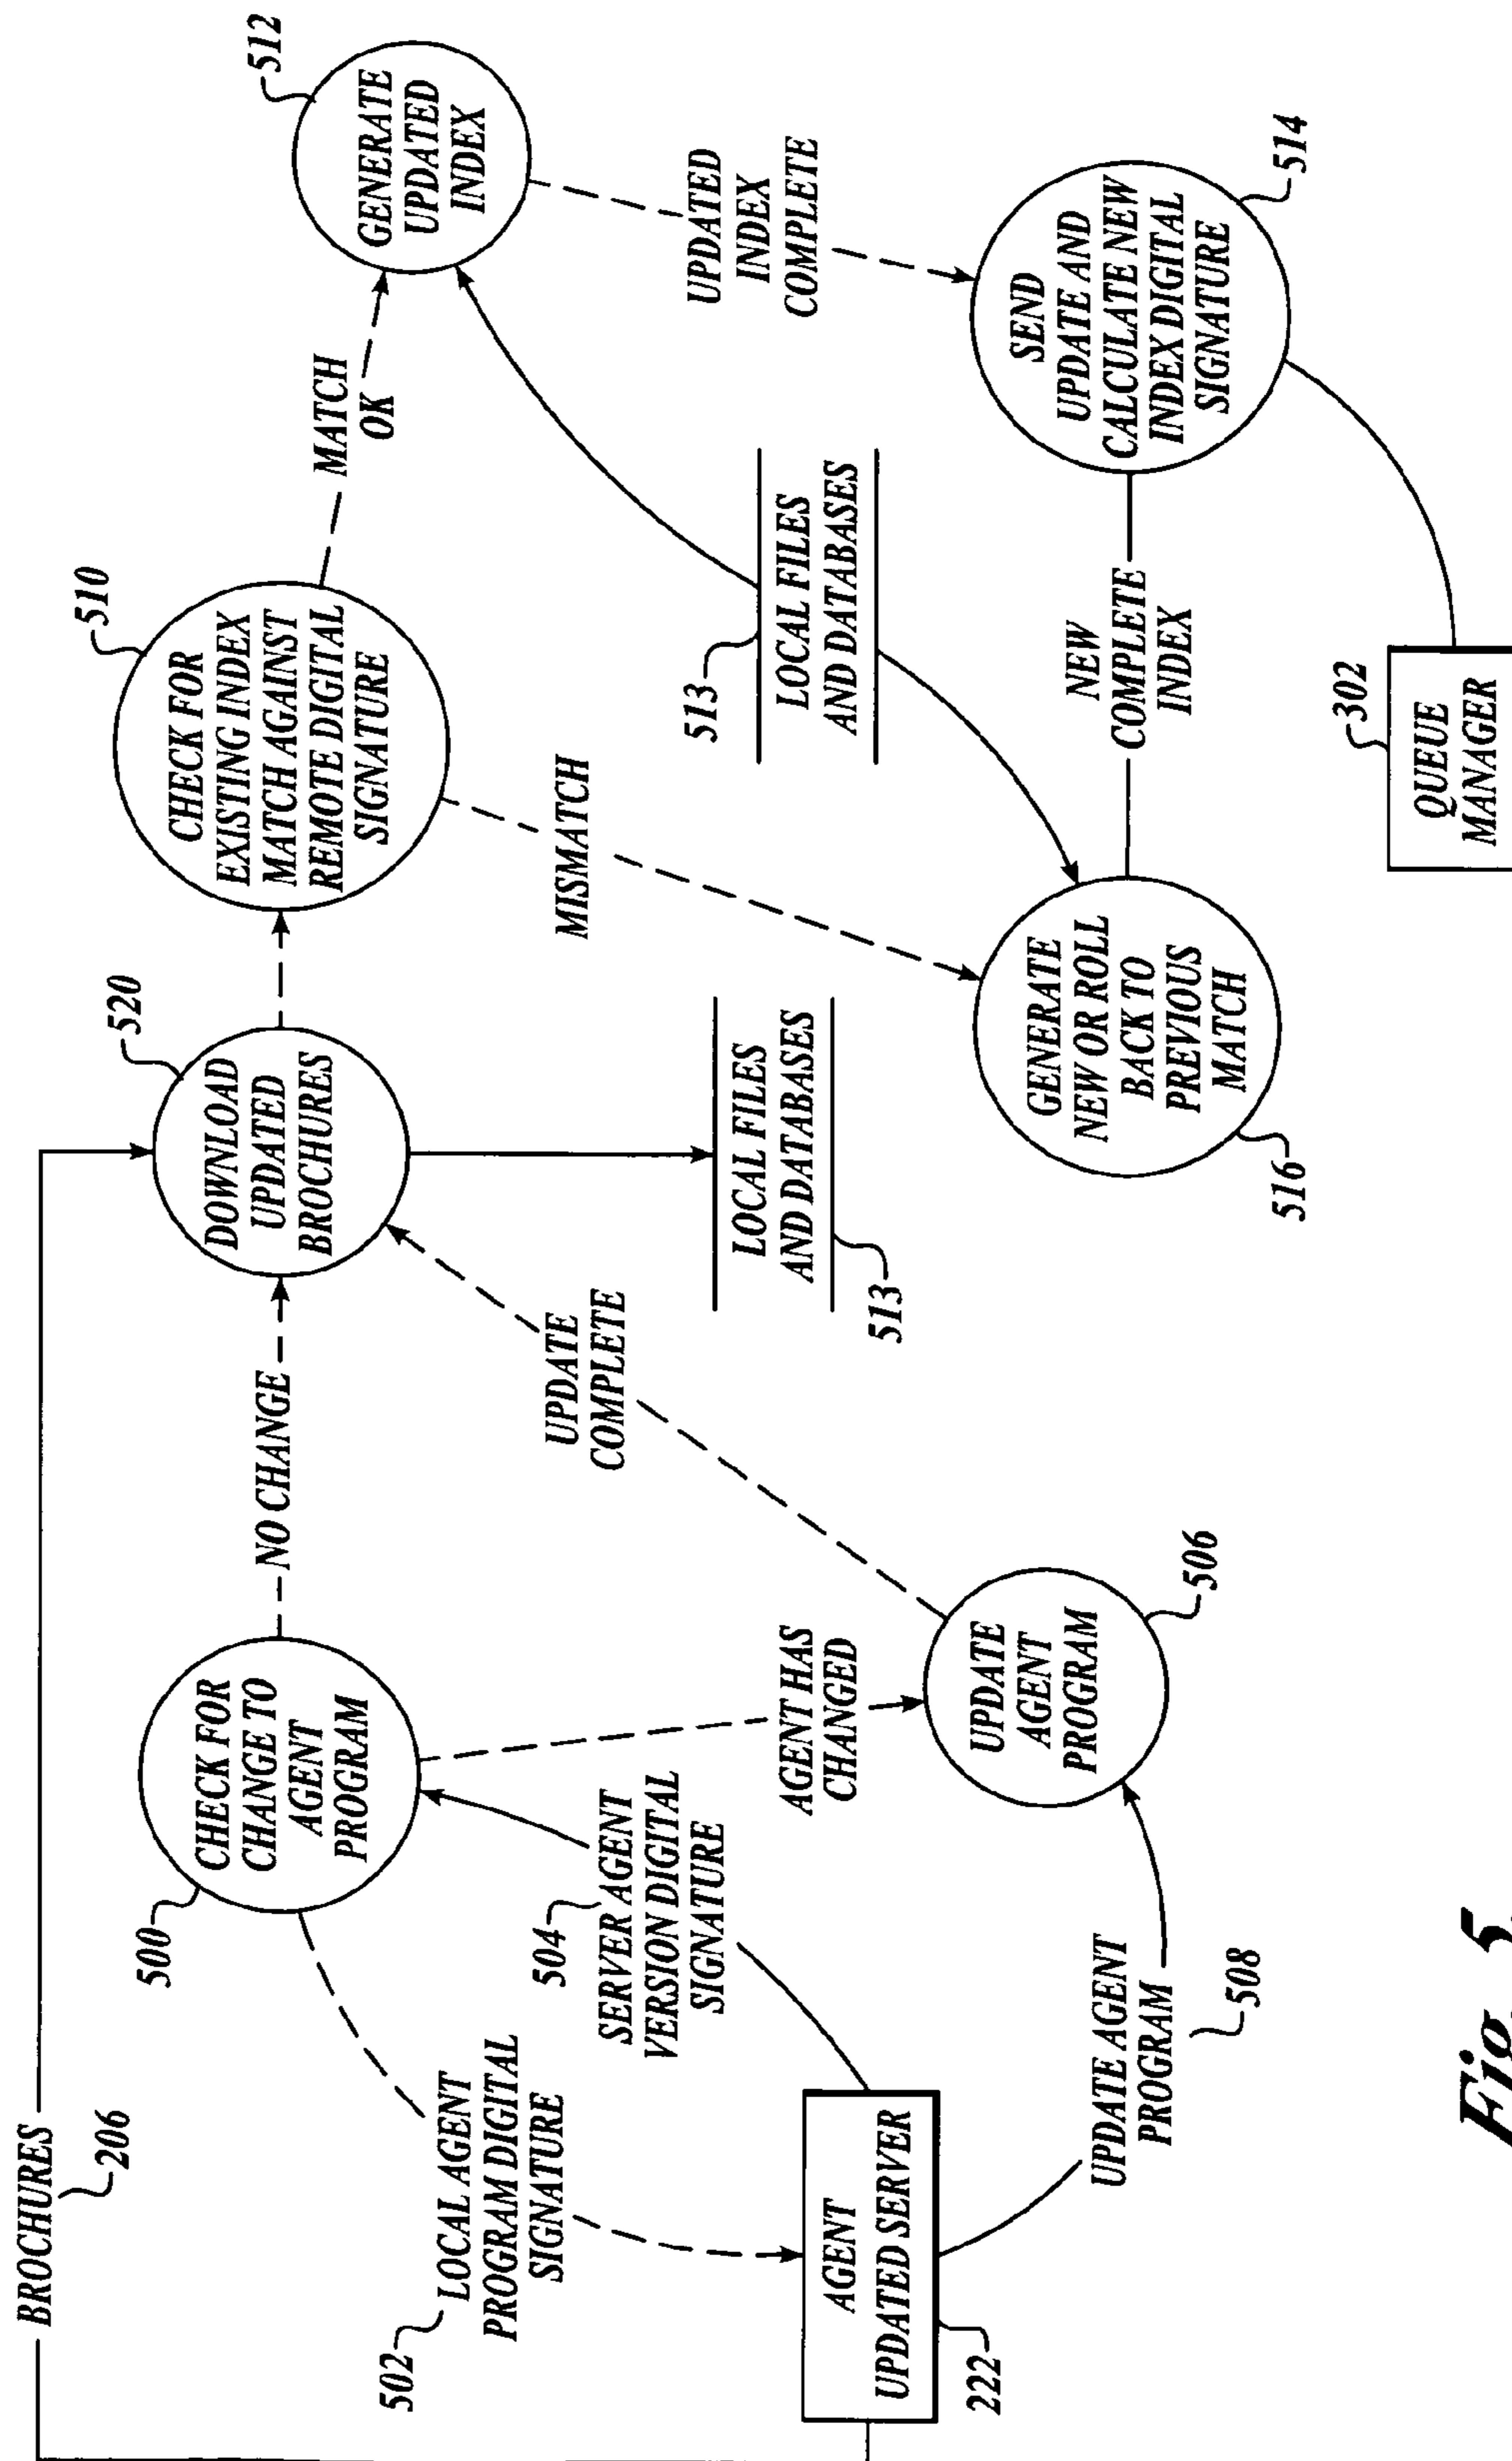 BROCHURES
206
500
CHECK FOR
CHANGE TO
AGENT
PROGRAM
NO CHANGE
520
DOWNLOAD
UPDATED
BROCHURES
510
CHECK FOR
EXISTING INDEX
MATCH AGAINST
REMOTE DIGITAL
SIGNATURE
MATCH
OK
512
GENERATE
UPDATED
INDEX
502
LOCAL AGENT
PROGRAM DIGITAL
SIGNATURE
504
SERVER AGENT
VERSION DIGITAL
SIGNATURE
AGENT HAS
CHANGED
UPDATE
COMPLETE
LOCAL FILES
AND DATABASES
513
MISMATCH
513
LOCAL FILES
AND DATABASES
UPDATED
INDEX
COMPLETE
AGENT
UPDATED SERVER
222
UPDATE AGENT
PROGRAM
508
UPDATE
AGENT
PROGRAM
506
GENERATE
NEW OR ROLL
BACK TO
PREVIOUS
MATCH
516
NEW
COMPLETE
INDEX
SEND
UPDATE AND
CALCULATE NEW
INDEX DIGITAL
SIGNATURE
514
302
QUEUE
MANAGER
Fig. 5.